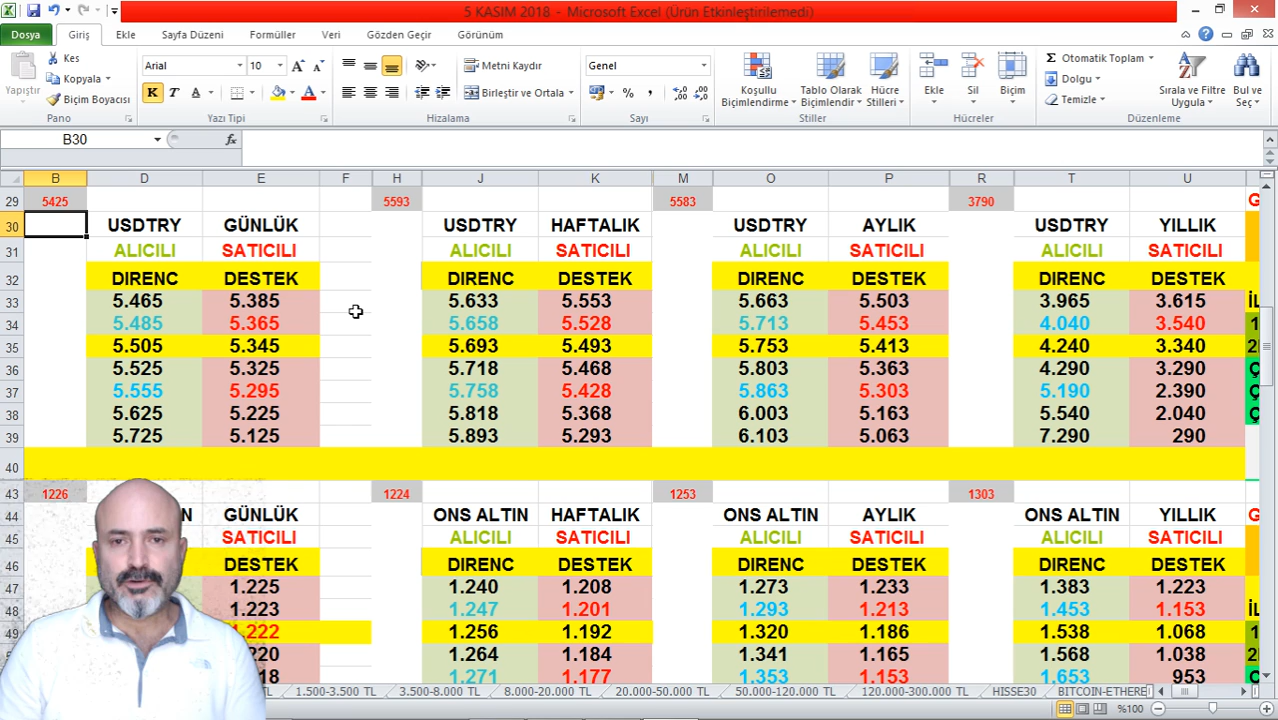 5 KASIM 2018 - Microsoft Excel (Ürün Etkinleştirilemedi)
Dosya Giriş Ekle Sayfa Düzeni Formüller Veri Gözden Geçir Görünüm
Yapıştır
Kes
Kopyala
Biçim Boyacısı
Pano
Arial 10
K T A
A
Yazı Tipi
Metni Kaydır
Birleştir ve Ortala
Hizalama
Genel
%
Sayı
Koşullu Biçimlendirme
Tablo Olarak Biçimlendir
Hücre Stilleri
Stiller
Ekle Sil Biçim
Hücreler
Σ Otomatik Toplam
Dolgu
Temizle
Sırala ve Filtre Uygula
Bul ve Seç
Düzenleme
B30 fx
B D E F H J K M O P R T U
29 5425 5593 5583 3790 G
30 USDTRY GÜNLÜK USDTRY HAFTALIK USDTRY AYLIK USDTRY YILLIK
31 ALICILI SATICILI ALICILI SATICILI ALICILI SATICILI ALICILI SATICILI
32 DIRENC DESTEK DIRENC DESTEK DIRENC DESTEK DIRENC DESTEK
33 5.465 5.385 5.633 5.553 5.663 5.503 3.965 3.615 İL
34 5.485 5.365 5.658 5.528 5.713 5.453 4.040 3.540 1
35 5.505 5.345 5.693 5.493 5.753 5.413 4.240 3.340 2
36 5.525 5.325 5.718 5.468 5.803 5.363 4.290 3.290 Ç
37 5.555 5.295 5.758 5.428 5.863 5.303 5.190 2.390 Ç
38 5.625 5.225 5.818 5.368 6.003 5.163 5.540 2.040 Ç
39 5.725 5.125 5.893 5.293 6.103 5.063 7.290 290
40
43 1226 1224 1253 1303 G
44 N GÜNLÜK ONS ALTIN HAFTALIK ONS ALTIN AYLIK ONS ALTIN YILLIK
45 SATICILI ALICILI SATICILI ALICILI SATICILI ALICILI SATICILI
46 DESTEK DIRENC DESTEK DIRENC DESTEK DIRENC DESTEK
47 1.225 1.240 1.208 1.273 1.233 1.383 1.223
48 1.223 1.247 1.201 1.293 1.213 1.453 1.153 İL
49 1.222 1.256 1.192 1.320 1.186 1.538 1.068 1
220 1.264 1.184 1.341 1.165 1.568 1.038 2
18 1.271 1.177 1.353 1.153 1.653 953 Ç
TL 1.500-3.500 TL 3.500-8.000 TL 8.000-20.000 TL 20.000-50.000 TL 50.000-120.000 TL 120.000-300.000 TL HISSE30 BITCOIN-ETHERE
%100